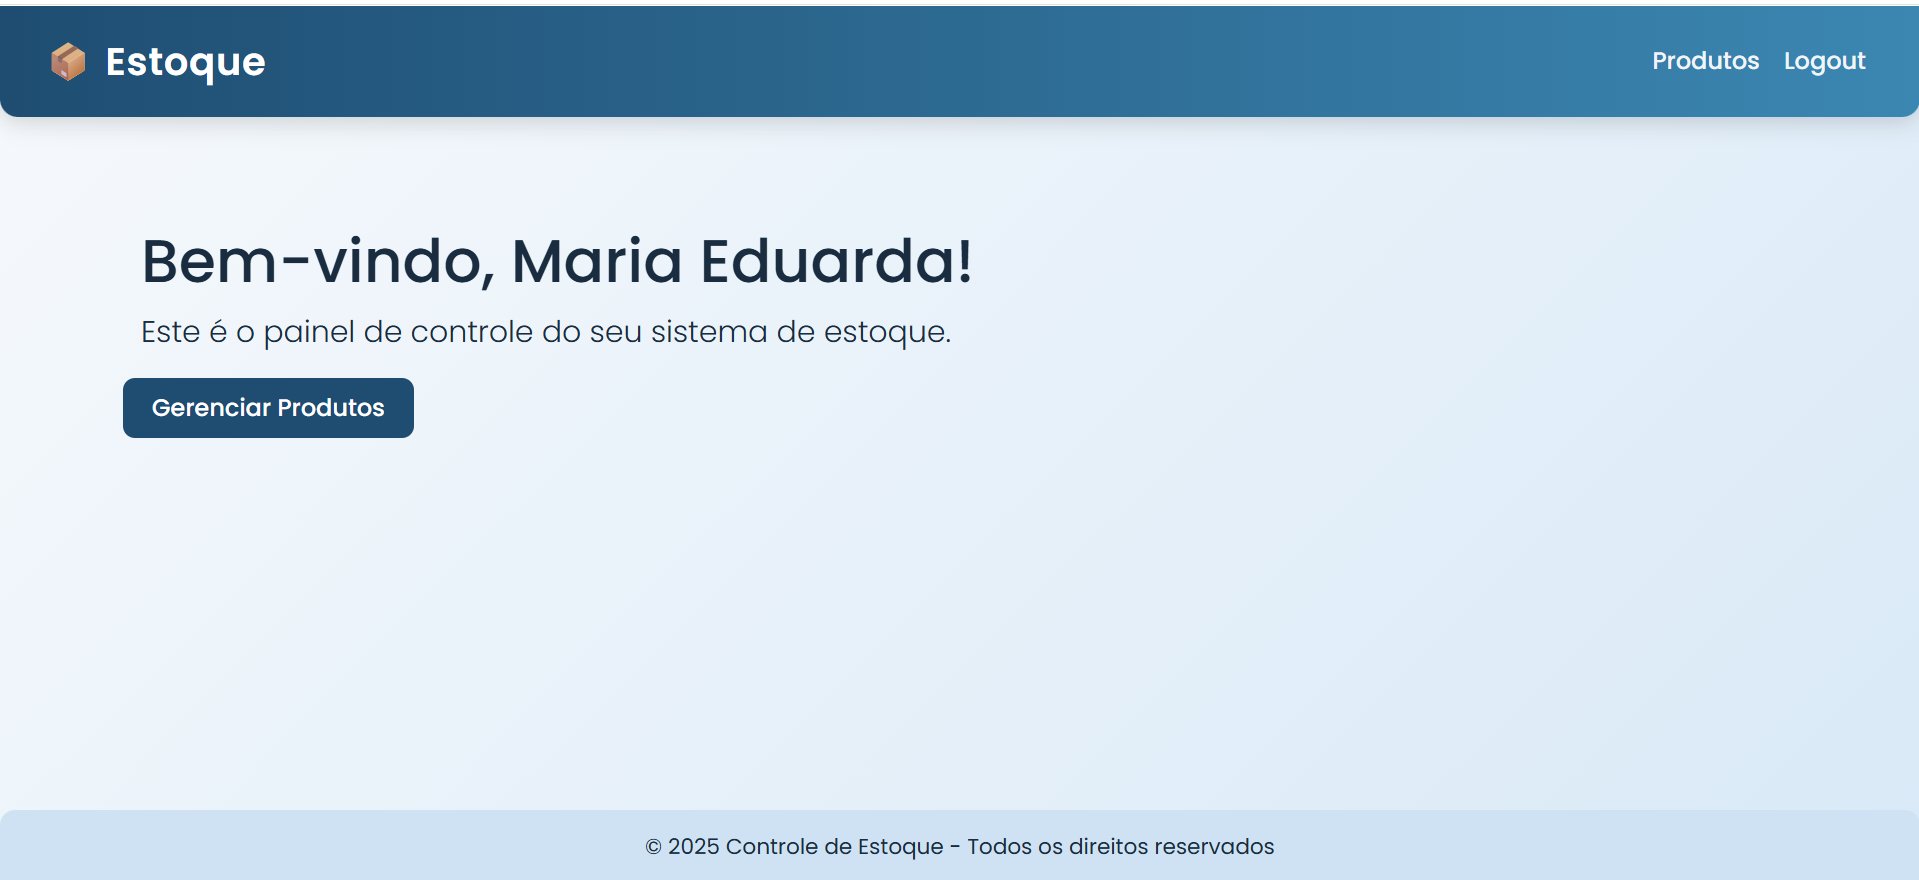 📦 Estoque
Produtos Logout
Bem-vindo, Maria Eduarda!
Este é o painel de controle do seu sistema de estoque.
Gerenciar Produtos
© 2025 Controle de Estoque - Todos os direitos reservados